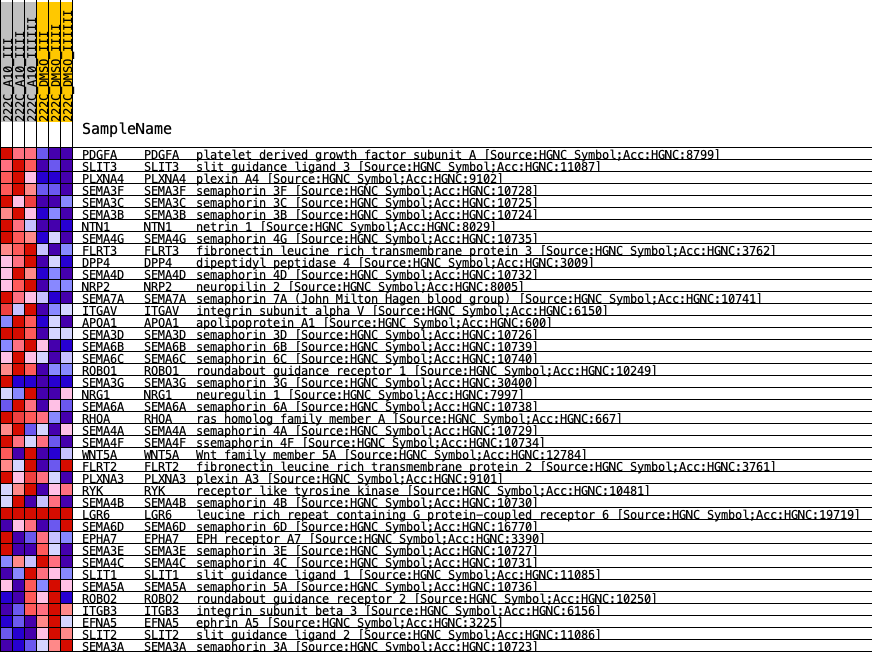 222C_A10_III
222C_A10_IIII
222C_A10_IIIIII
222C_DMSO_III
222C_DMSO_IIII
222C_DMSO_IIIIII
SampleName
PDGFA PDGFA platelet derived growth factor subunit A [Source:HGNC Symbol;Acc:HGNC:8799]
SLIT3 SLIT3 slit guidance ligand 3 [Source:HGNC Symbol;Acc:HGNC:11087]
PLXNA4 PLXNA4 plexin A4 [Source:HGNC Symbol;Acc:HGNC:9102]
SEMA3F SEMA3F semaphorin 3F [Source:HGNC Symbol;Acc:HGNC:10728]
SEMA3C SEMA3C semaphorin 3C [Source:HGNC Symbol;Acc:HGNC:10725]
SEMA3B SEMA3B semaphorin 3B [Source:HGNC Symbol;Acc:HGNC:10724]
NTN1 NTN1 netrin 1 [Source:HGNC Symbol;Acc:HGNC:8029]
SEMA4G SEMA4G semaphorin 4G [Source:HGNC Symbol;Acc:HGNC:10735]
FLRT3 FLRT3 fibronectin leucine rich transmembrane protein 3 [Source:HGNC Symbol;Acc:HGNC:3762]
DPP4 DPP4 dipeptidyl peptidase 4 [Source:HGNC Symbol;Acc:HGNC:3009]
SEMA4D SEMA4D semaphorin 4D [Source:HGNC Symbol;Acc:HGNC:10732]
NRP2 NRP2 neuropilin 2 [Source:HGNC Symbol;Acc:HGNC:8005]
SEMA7A SEMA7A semaphorin 7A (John Milton Hagen blood group) [Source:HGNC Symbol;Acc:HGNC:10741]
ITGAV ITGAV integrin subunit alpha V [Source:HGNC Symbol;Acc:HGNC:6150]
APOA1 APOA1 apolipoprotein A1 [Source:HGNC Symbol;Acc:HGNC:600]
SEMA3D SEMA3D semaphorin 3D [Source:HGNC Symbol;Acc:HGNC:10726]
SEMA6B SEMA6B semaphorin 6B [Source:HGNC Symbol;Acc:HGNC:10739]
SEMA6C SEMA6C semaphorin 6C [Source:HGNC Symbol;Acc:HGNC:10740]
ROBO1 ROBO1 roundabout guidance receptor 1 [Source:HGNC Symbol;Acc:HGNC:10249]
SEMA3G SEMA3G semaphorin 3G [Source:HGNC Symbol;Acc:HGNC:30400]
NRG1 NRG1 neuregulin 1 [Source:HGNC Symbol;Acc:HGNC:7997]
SEMA6A SEMA6A semaphorin 6A [Source:HGNC Symbol;Acc:HGNC:10738]
RHOA RHOA ras homolog family member A [Source:HGNC Symbol;Acc:HGNC:667]
SEMA4A SEMA4A semaphorin 4A [Source:HGNC Symbol;Acc:HGNC:10729]
SEMA4F SEMA4F ssemaphorin 4F [Source:HGNC Symbol;Acc:HGNC:10734]
WNT5A WNT5A Wnt family member 5A [Source:HGNC Symbol;Acc:HGNC:12784]
FLRT2 FLRT2 fibronectin leucine rich transmembrane protein 2 [Source:HGNC Symbol;Acc:HGNC:3761]
PLXNA3 PLXNA3 plexin A3 [Source:HGNC Symbol;Acc:HGNC:9101]
RYK RYK receptor like tyrosine kinase [Source:HGNC Symbol;Acc:HGNC:10481]
SEMA4B SEMA4B semaphorin 4B [Source:HGNC Symbol;Acc:HGNC:10730]
LGR6 LGR6 leucine rich repeat containing G protein-coupled receptor 6 [Source:HGNC Symbol;Acc:HGNC:19719]
SEMA6D SEMA6D semaphorin 6D [Source:HGNC Symbol;Acc:HGNC:16770]
EPHA7 EPHA7 EPH receptor A7 [Source:HGNC Symbol;Acc:HGNC:3390]
SEMA3E SEMA3E semaphorin 3E [Source:HGNC Symbol;Acc:HGNC:10727]
SEMA4C SEMA4C semaphorin 4C [Source:HGNC Symbol;Acc:HGNC:10731]
SLIT1 SLIT1 slit guidance ligand 1 [Source:HGNC Symbol;Acc:HGNC:11085]
SEMA5A SEMA5A semaphorin 5A [Source:HGNC Symbol;Acc:HGNC:10736]
ROBO2 ROBO2 roundabout guidance receptor 2 [Source:HGNC Symbol;Acc:HGNC:10250]
ITGB3 ITGB3 integrin subunit beta 3 [Source:HGNC Symbol;Acc:HGNC:6156]
EFNA5 EFNA5 ephrin A5 [Source:HGNC Symbol;Acc:HGNC:3225]
SLIT2 SLIT2 slit guidance ligand 2 [Source:HGNC Symbol;Acc:HGNC:11086]
SEMA3A SEMA3A semaphorin 3A [Source:HGNC Symbol;Acc:HGNC:10723]